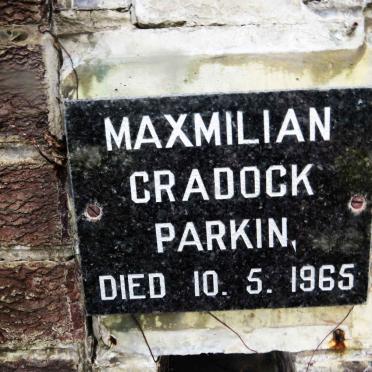 MAXMILIAN
CRADOCK
PARKIN,
DIED 10. 5. 1965